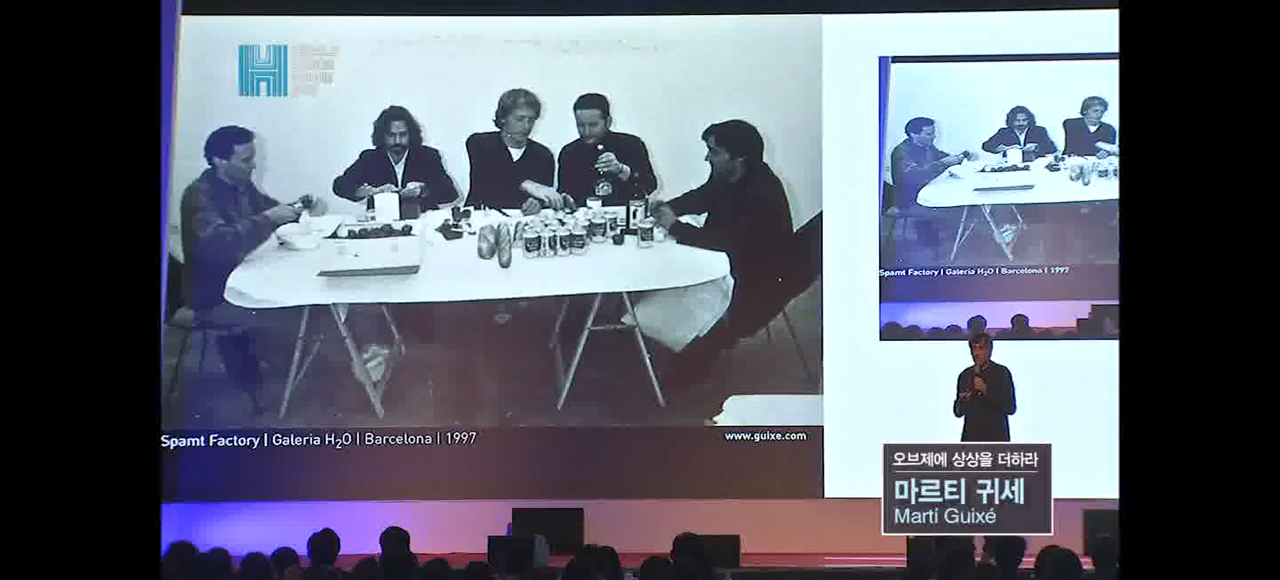 Spamt Factory | Galeria H₂O | Barcelona | 1997
www.guixe.com
Spamt Factory | Galeria H₂O | Barcelona | 1997
오브제에 상상을 더하라
마르티 귀세
Martí Guixé